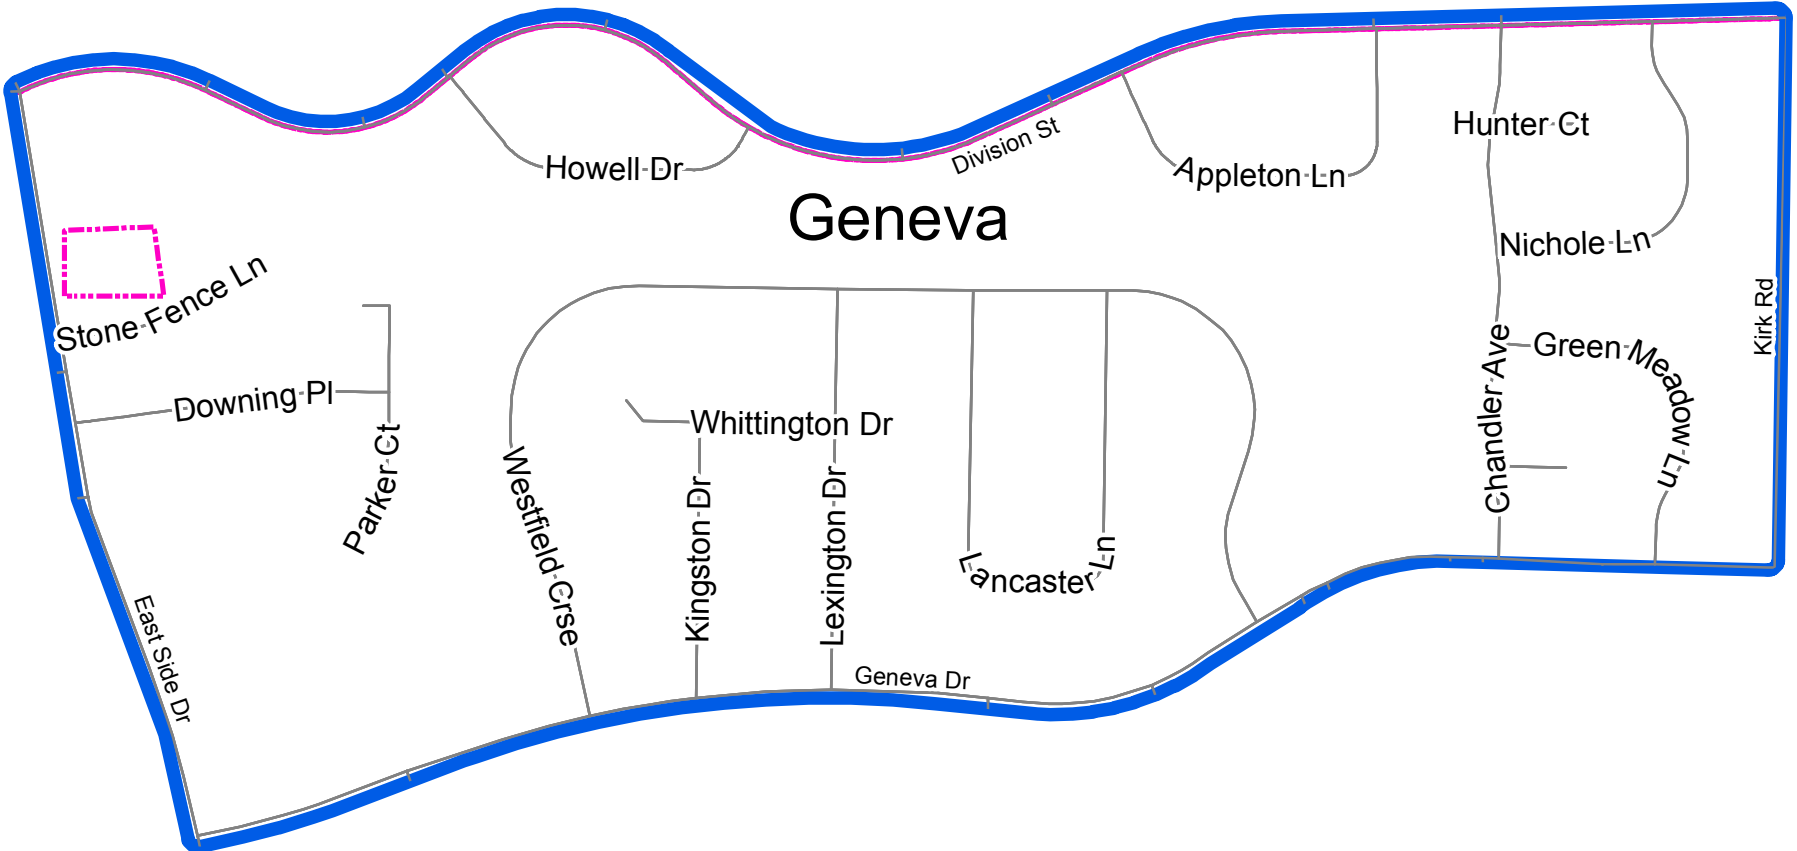 Howell Dr
Division St
Appleton Ln
Hunter Ct
Geneva
Nichole Ln
Stone Fence Ln
Kirk Rd
Downing Pl
Green Meadow Ln
Chandler Ave
Whittington Dr
Parker Ct
Westfield Crse
Kingston Dr
Lexington Dr
Lancaster Ln
East Side Dr
Geneva Dr